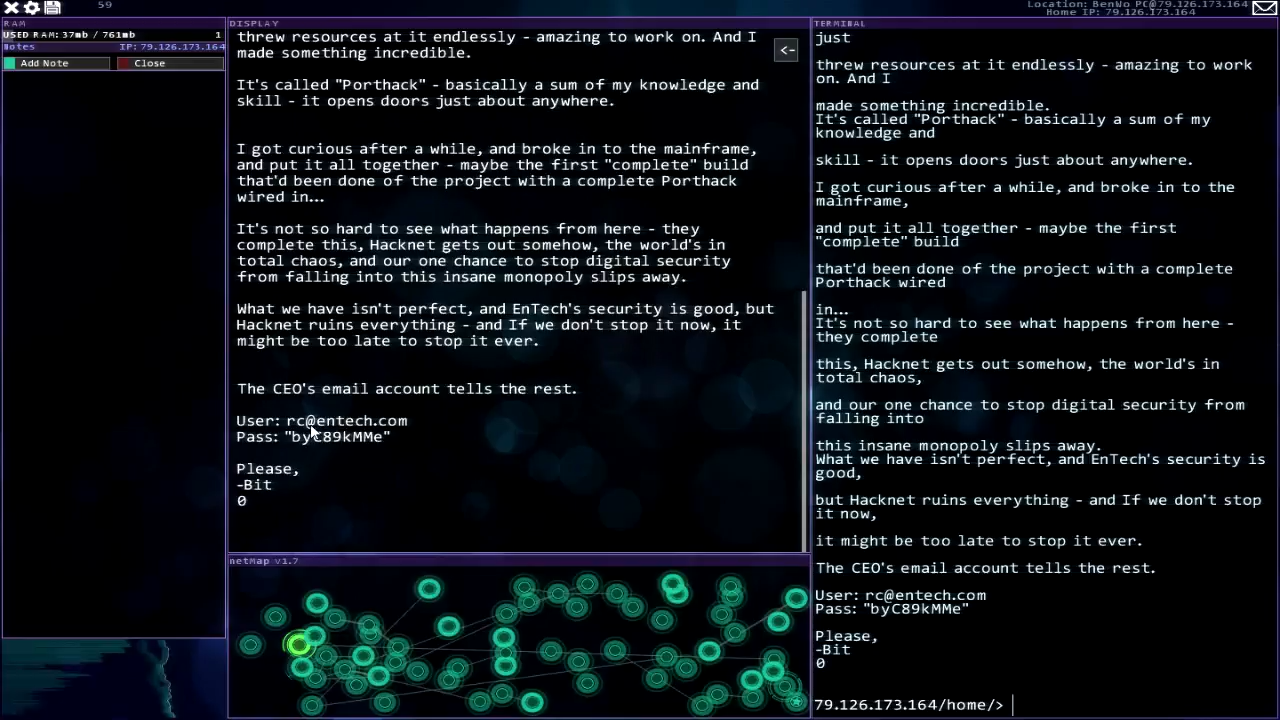 59
Location: BenWo PC@79.126.173.164
Home IP: 79.126.173.164
RAM
USED RAM: 37mb / 761mb 1
Notes IP: 79.126.173.164
Add Note Close
DISPLAY
<-
threw resources at it endlessly - amazing to work on. And I
made something incredible.
It's called "Porthack" - basically a sum of my knowledge and
skill - it opens doors just about anywhere.
I got curious after a while, and broke in to the mainframe,
and put it all together - maybe the first "complete" build
that'd been done of the project with a complete Porthack
wired in...
It's not so hard to see what happens from here - they
complete this, Hacknet gets out somehow, the world's in
total chaos, and our one chance to stop digital security
from falling into this insane monopoly slips away.
What we have isn't perfect, and EnTech's security is good, but
Hacknet ruins everything - and If we don't stop it now, it
might be too late to stop it ever.
The CEO's email account tells the rest.
User: rc@entech.com
Pass: "byC89kMMe"
Please,
-Bit
0
netMap v1.7
TERMINAL
just
threw resources at it endlessly - amazing to work
on. And I
made something incredible.
It's called "Porthack" - basically a sum of my
knowledge and
skill - it opens doors just about anywhere.
I got curious after a while, and broke in to the
mainframe,
and put it all together - maybe the first
"complete" build
that'd been done of the project with a complete
Porthack wired
in...
It's not so hard to see what happens from here -
they complete
this, Hacknet gets out somehow, the world's in
total chaos,
and our one chance to stop digital security from
falling into
this insane monopoly slips away.
What we have isn't perfect, and EnTech's security is
good,
but Hacknet ruins everything - and If we don't stop
it now,
it might be too late to stop it ever.
The CEO's email account tells the rest.
User: rc@entech.com
Pass: "byC89kMMe"
Please,
-Bit
0
79.126.173.164/home/>